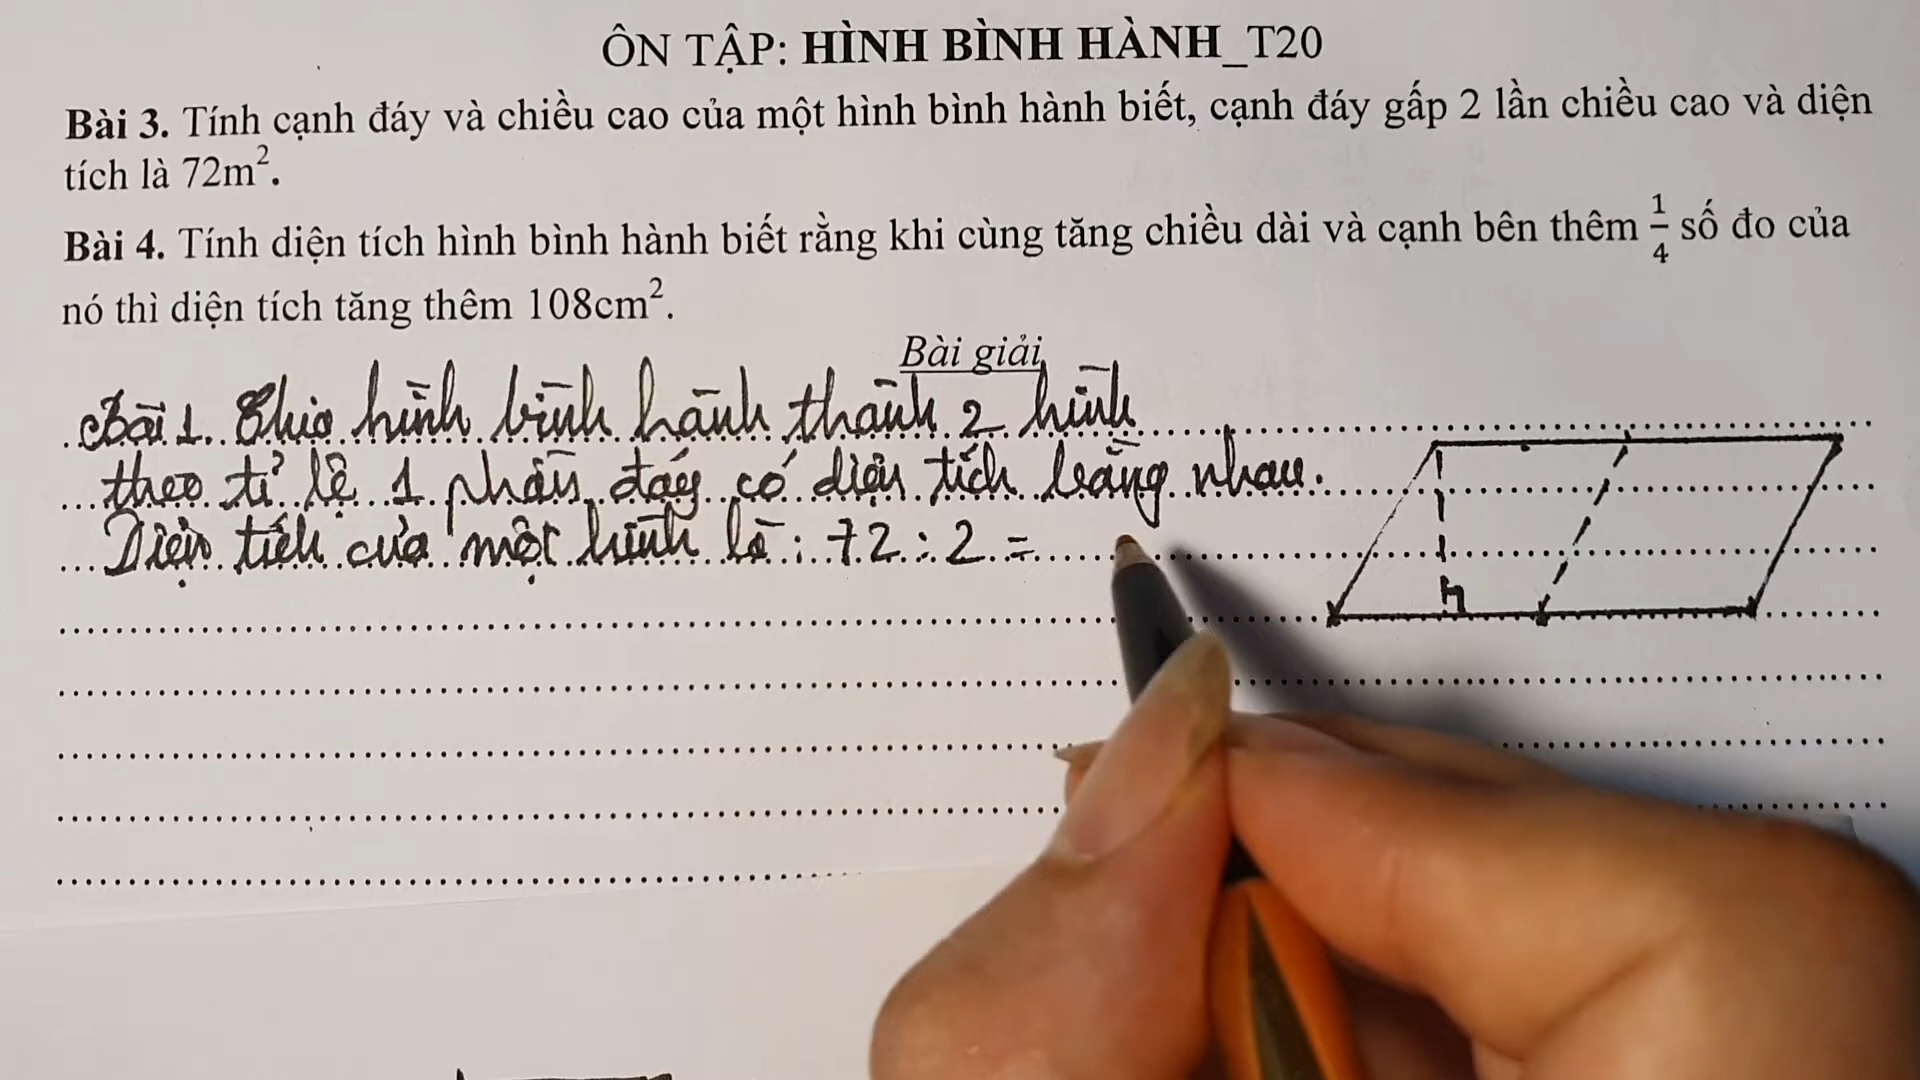 ÔN TẬP: HÌNH BÌNH HÀNH_T20
Bài 3. Tính cạnh đáy và chiều cao của một hình bình hành biết, cạnh đáy gấp 2 lần chiều cao và diện
tích là 72m².
Bài 4. Tính diện tích hình bình hành biết rằng khi cùng tăng chiều dài và cạnh bên thêm 1/4 số đo của
nó thì diện tích tăng thêm 108cm².
Bài giải
Bài 1. Chia hình bình hành thành 2 hình
theo tỉ lệ 1 phần đáy có diện tích bằng nhau.
Diện tích của một hình là : 72 : 2 =
h